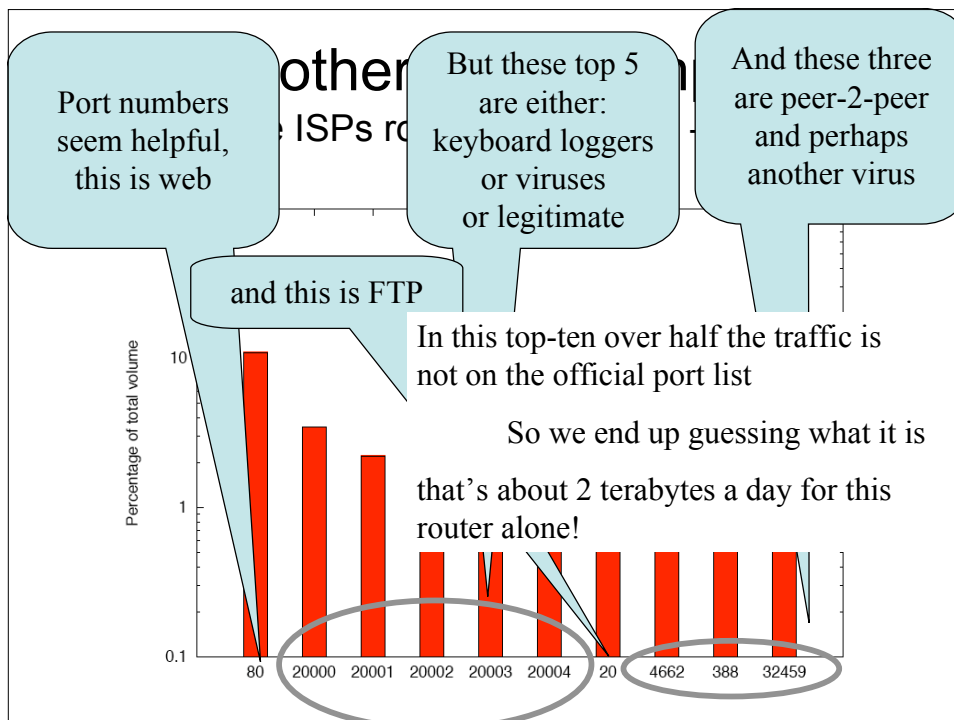 other
ISPs
Port numbers
seem helpful,
this is web
But these top 5
are either:
keyboard loggers
or viruses
or legitimate
And these three
are peer-2-peer
and perhaps
another virus
and this is FTP
In this top-ten over half the traffic is
not on the official port list
So we end up guessing what it is
that's about 2 terabytes a day for this
router alone!
Percentage of total volume
10
1
0.1
80 20000 20001 20002 20003 20004 20 4662 388 32459